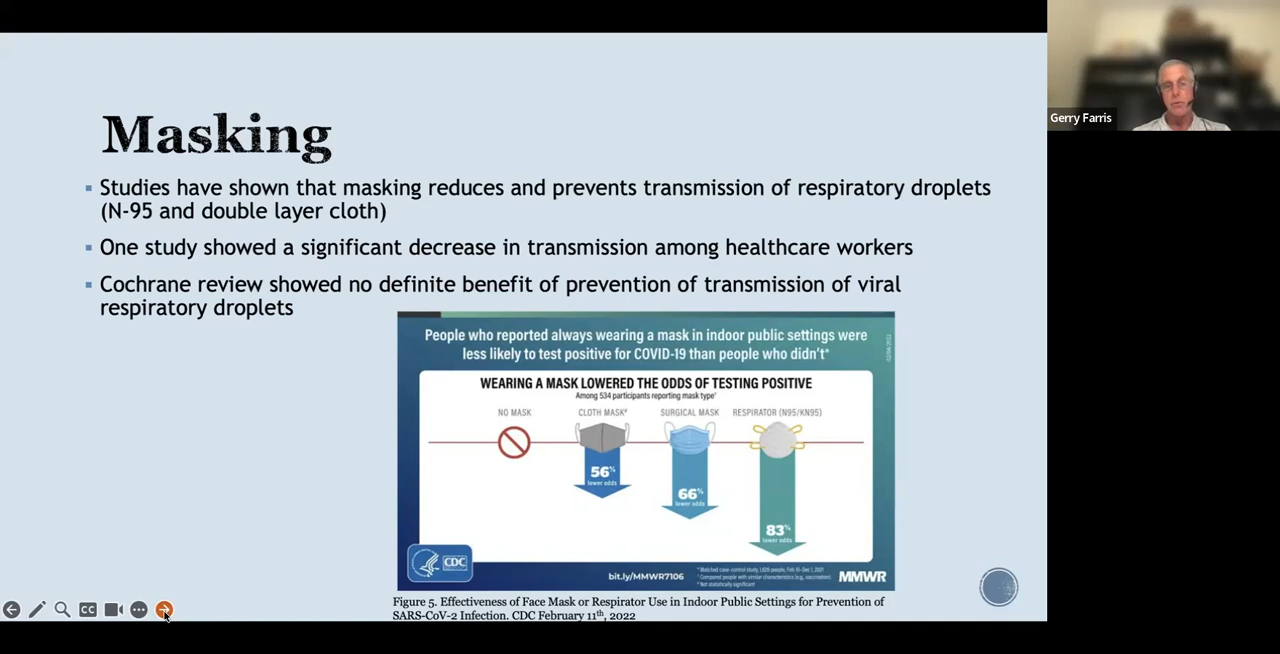 Masking
Studies have shown that masking reduces and prevents transmission of respiratory droplets
(N-95 and double layer cloth)
One study showed a significant decrease in transmission among healthcare workers
Cochrane review showed no definite benefit of prevention of transmission of viral
respiratory droplets
People who reported always wearing a mask in indoor public settings were
less likely to test positive for COVID-19 than people who didn't*
WEARING A MASK LOWERED THE ODDS OF TESTING POSITIVE
Among 534 participants reporting mask type†
NO MASK
CLOTH MASK#
SURGICAL MASK
RESPIRATOR (N95/KN95)
56%
lower odds
66%
lower odds
83%
lower odds
CDC
bit.ly/MMWR7106
MMWR
Figure 5. Effectiveness of Face Mask or Respirator Use in Indoor Public Settings for Prevention of
SARS-CoV-2 Infection. CDC February 11th, 2022
CC
Gerry Farris